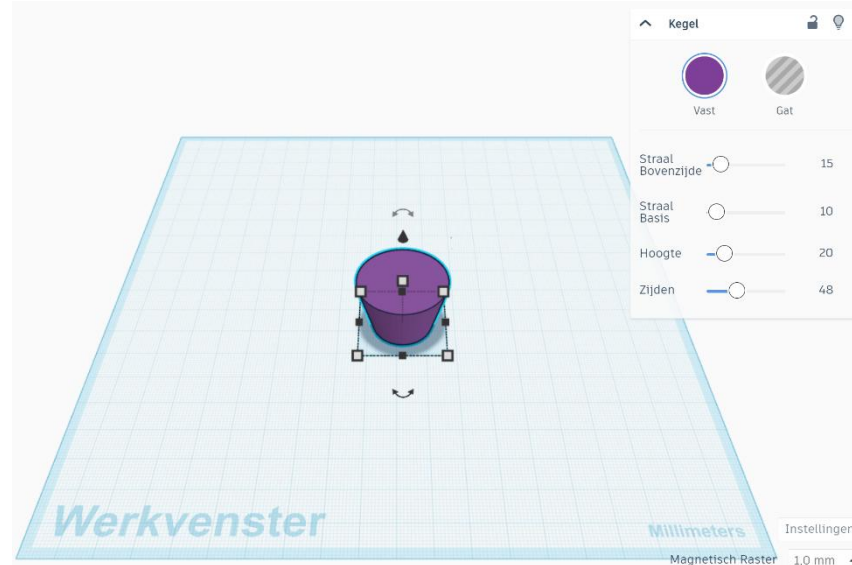 Kegel
Vast
Gat
Straal
Bovenzijde
15
Straal
Basis
10
Hoogte
20
Zijden
48
Werkvenster
Millimeters
Instellingen
Magnetisch Raster
1,0 mm